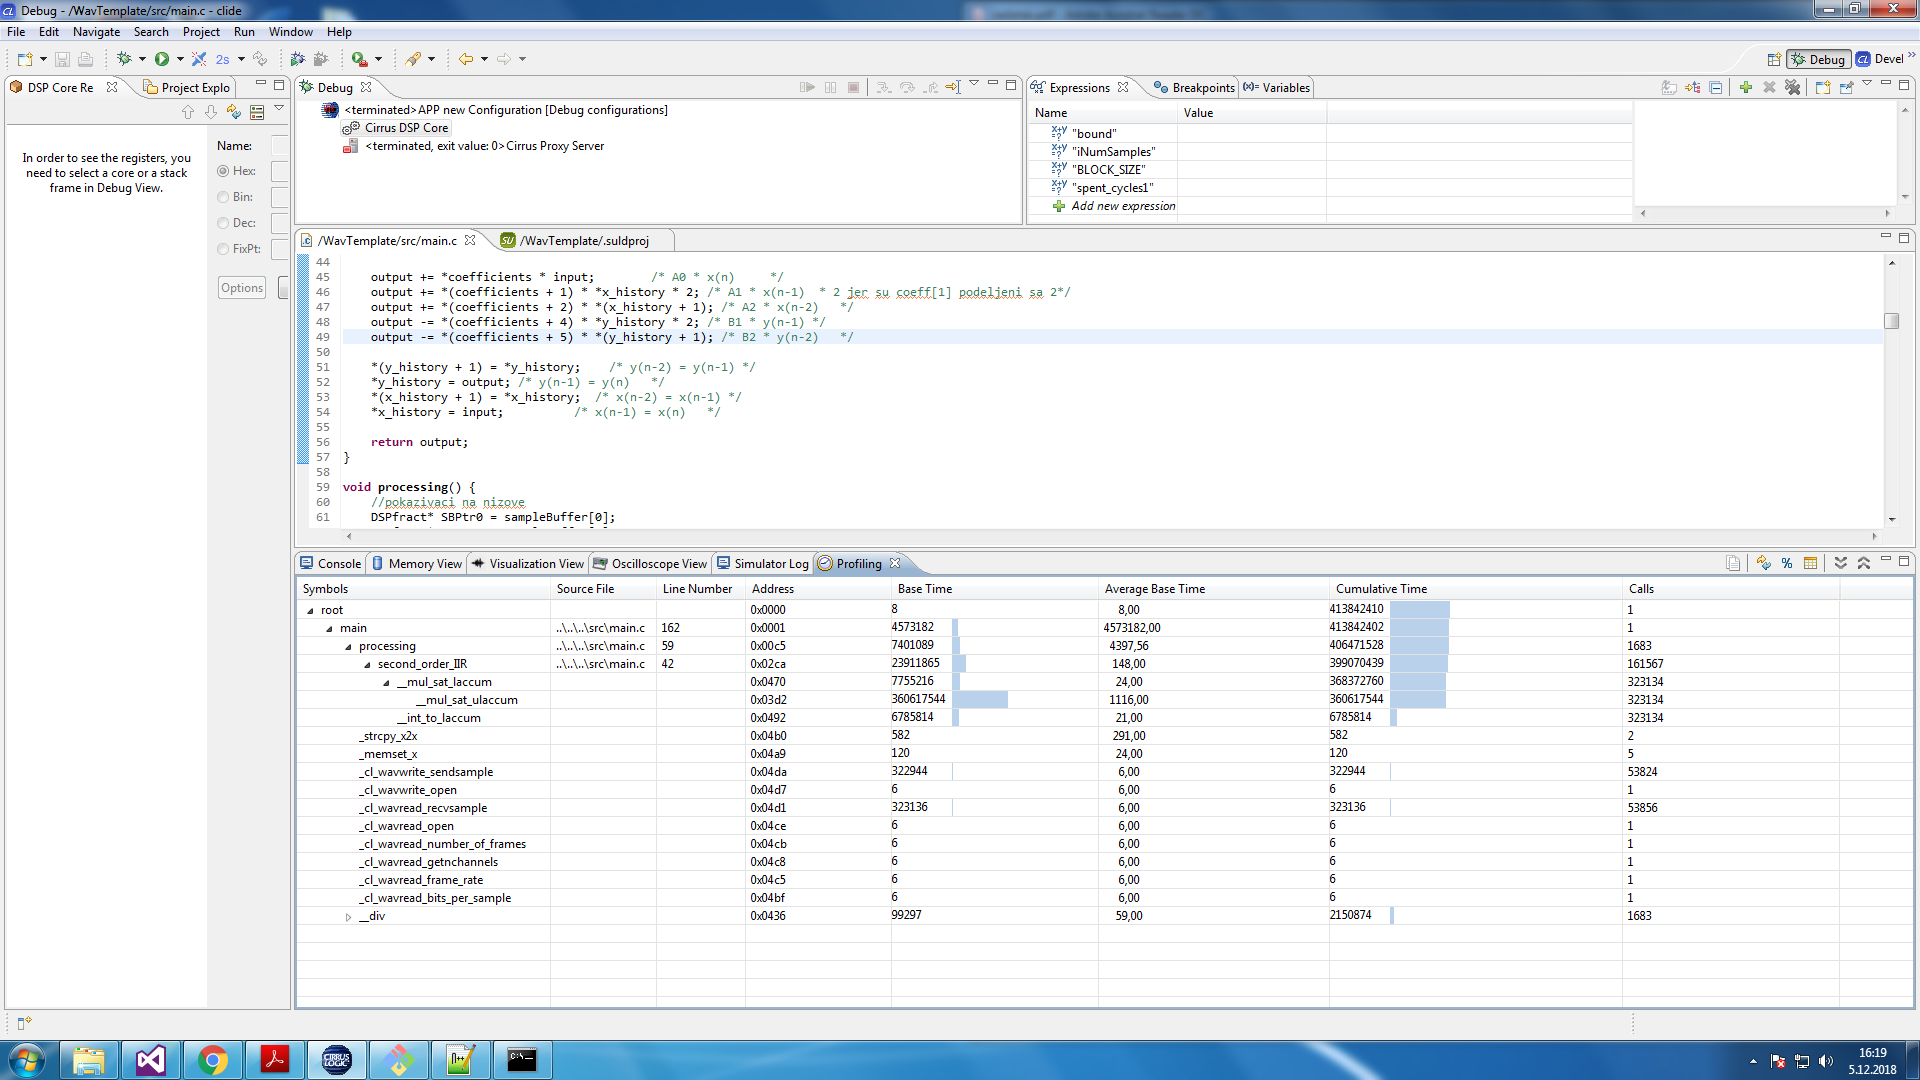 Debug - /WavTemplate/src/main.c - clide
File Edit Navigate Search Project Run Window Help
2s
Debug Devel
DSP Core Re Project Explo
In order to see the registers, you
need to select a core or a stack
frame in Debug View.
Name:
Hex:
Bin:
Dec:
FixPt:
Options
Debug
<terminated>APP new Configuration [Debug configurations]
Cirrus DSP Core
<terminated, exit value: 0>Cirrus Proxy Server
Expressions Breakpoints Variables
Name Value
"bound"
"iNumSamples"
"BLOCK_SIZE"
"spent_cycles1"
Add new expression
/WavTemplate/src/main.c /WavTemplate/.suldproj
44
45 output += *coefficients * input; /* A0 * x(n) */
46 output += *(coefficients + 1) * *x_history * 2; /* A1 * x(n-1) * 2 jer su coeff[1] podeljeni sa 2*/
47 output += *(coefficients + 2) * *(x_history + 1); /* A2 * x(n-2) */
48 output -= *(coefficients + 4) * *y_history * 2; /* B1 * y(n-1) */
49 output -= *(coefficients + 5) * *(y_history + 1); /* B2 * y(n-2) */
50
51 *(y_history + 1) = *y_history; /* y(n-2) = y(n-1) */
52 *y_history = output; /* y(n-1) = y(n) */
53 *(x_history + 1) = *x_history; /* x(n-2) = x(n-1) */
54 *x_history = input; /* x(n-1) = x(n) */
55
56 return output;
57 }
58
59 void processing() {
60 //pokazivaci na nizove
61 DSPfract* SBPtr0 = sampleBuffer[0];
Console Memory View Visualization View Oscilloscope View Simulator Log Profiling
Symbols Source File Line Number Address Base Time Average Base Time Cumulative Time Calls
root 0x0000 8 8,00 413842410 1
main ..\..\..\src\main.c 162 0x0001 4573182 4573182,00 413842402 1
processing ..\..\..\src\main.c 59 0x00c5 7401089 4397,56 406471528 1683
second_order_IIR ..\..\..\src\main.c 42 0x02ca 23911865 148,00 399070439 161567
__mul_sat_laccum 0x0470 7755216 24,00 368372760 323134
__mul_sat_ulaccum 0x03d2 360617544 1116,00 360617544 323134
__int_to_laccum 0x0492 6785814 21,00 6785814 323134
_strcpy_x2x 0x04b0 582 291,00 582 2
_memset_x 0x04a9 120 24,00 120 5
_cl_wavwrite_sendsample 0x04da 322944 6,00 322944 53824
_cl_wavwrite_open 0x04d7 6 6,00 6 1
_cl_wavread_recvsample 0x04d1 323136 6,00 323136 53856
_cl_wavread_open 0x04ce 6 6,00 6 1
_cl_wavread_number_of_frames 0x04cb 6 6,00 6 1
_cl_wavread_getnchannels 0x04c8 6 6,00 6 1
_cl_wavread_frame_rate 0x04c5 6 6,00 6 1
_cl_wavread_bits_per_sample 0x04bf 6 6,00 6 1
__div 0x0436 99297 59,00 2150874 1683
CIRRUS LOGIC
16:19
5.12.2018